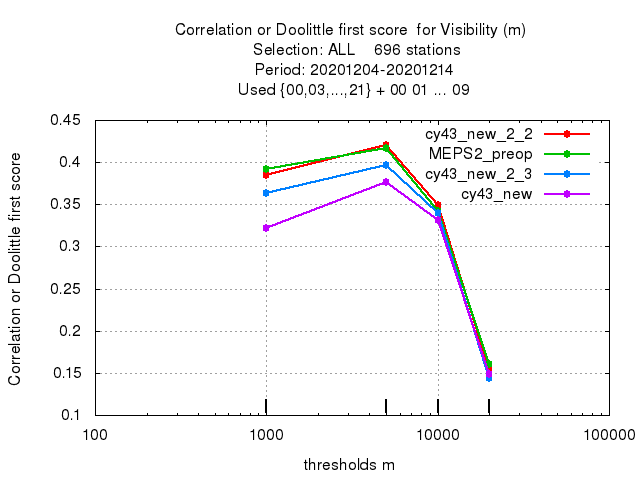 Correlation or Doolittle first score  for Visibility (m)
Selection: ALL    696 stations
Period: 20201204-20201214
Used {00,03,...,21} + 00 01 ... 09
Correlation or Doolittle first score
0.45
0.4
0.35
0.3
0.25
0.2
0.15
0.1
cy43_new_2_2
MEPS2_preop
cy43_new_2_3
cy43_new
100
1000
10000
100000
thresholds m